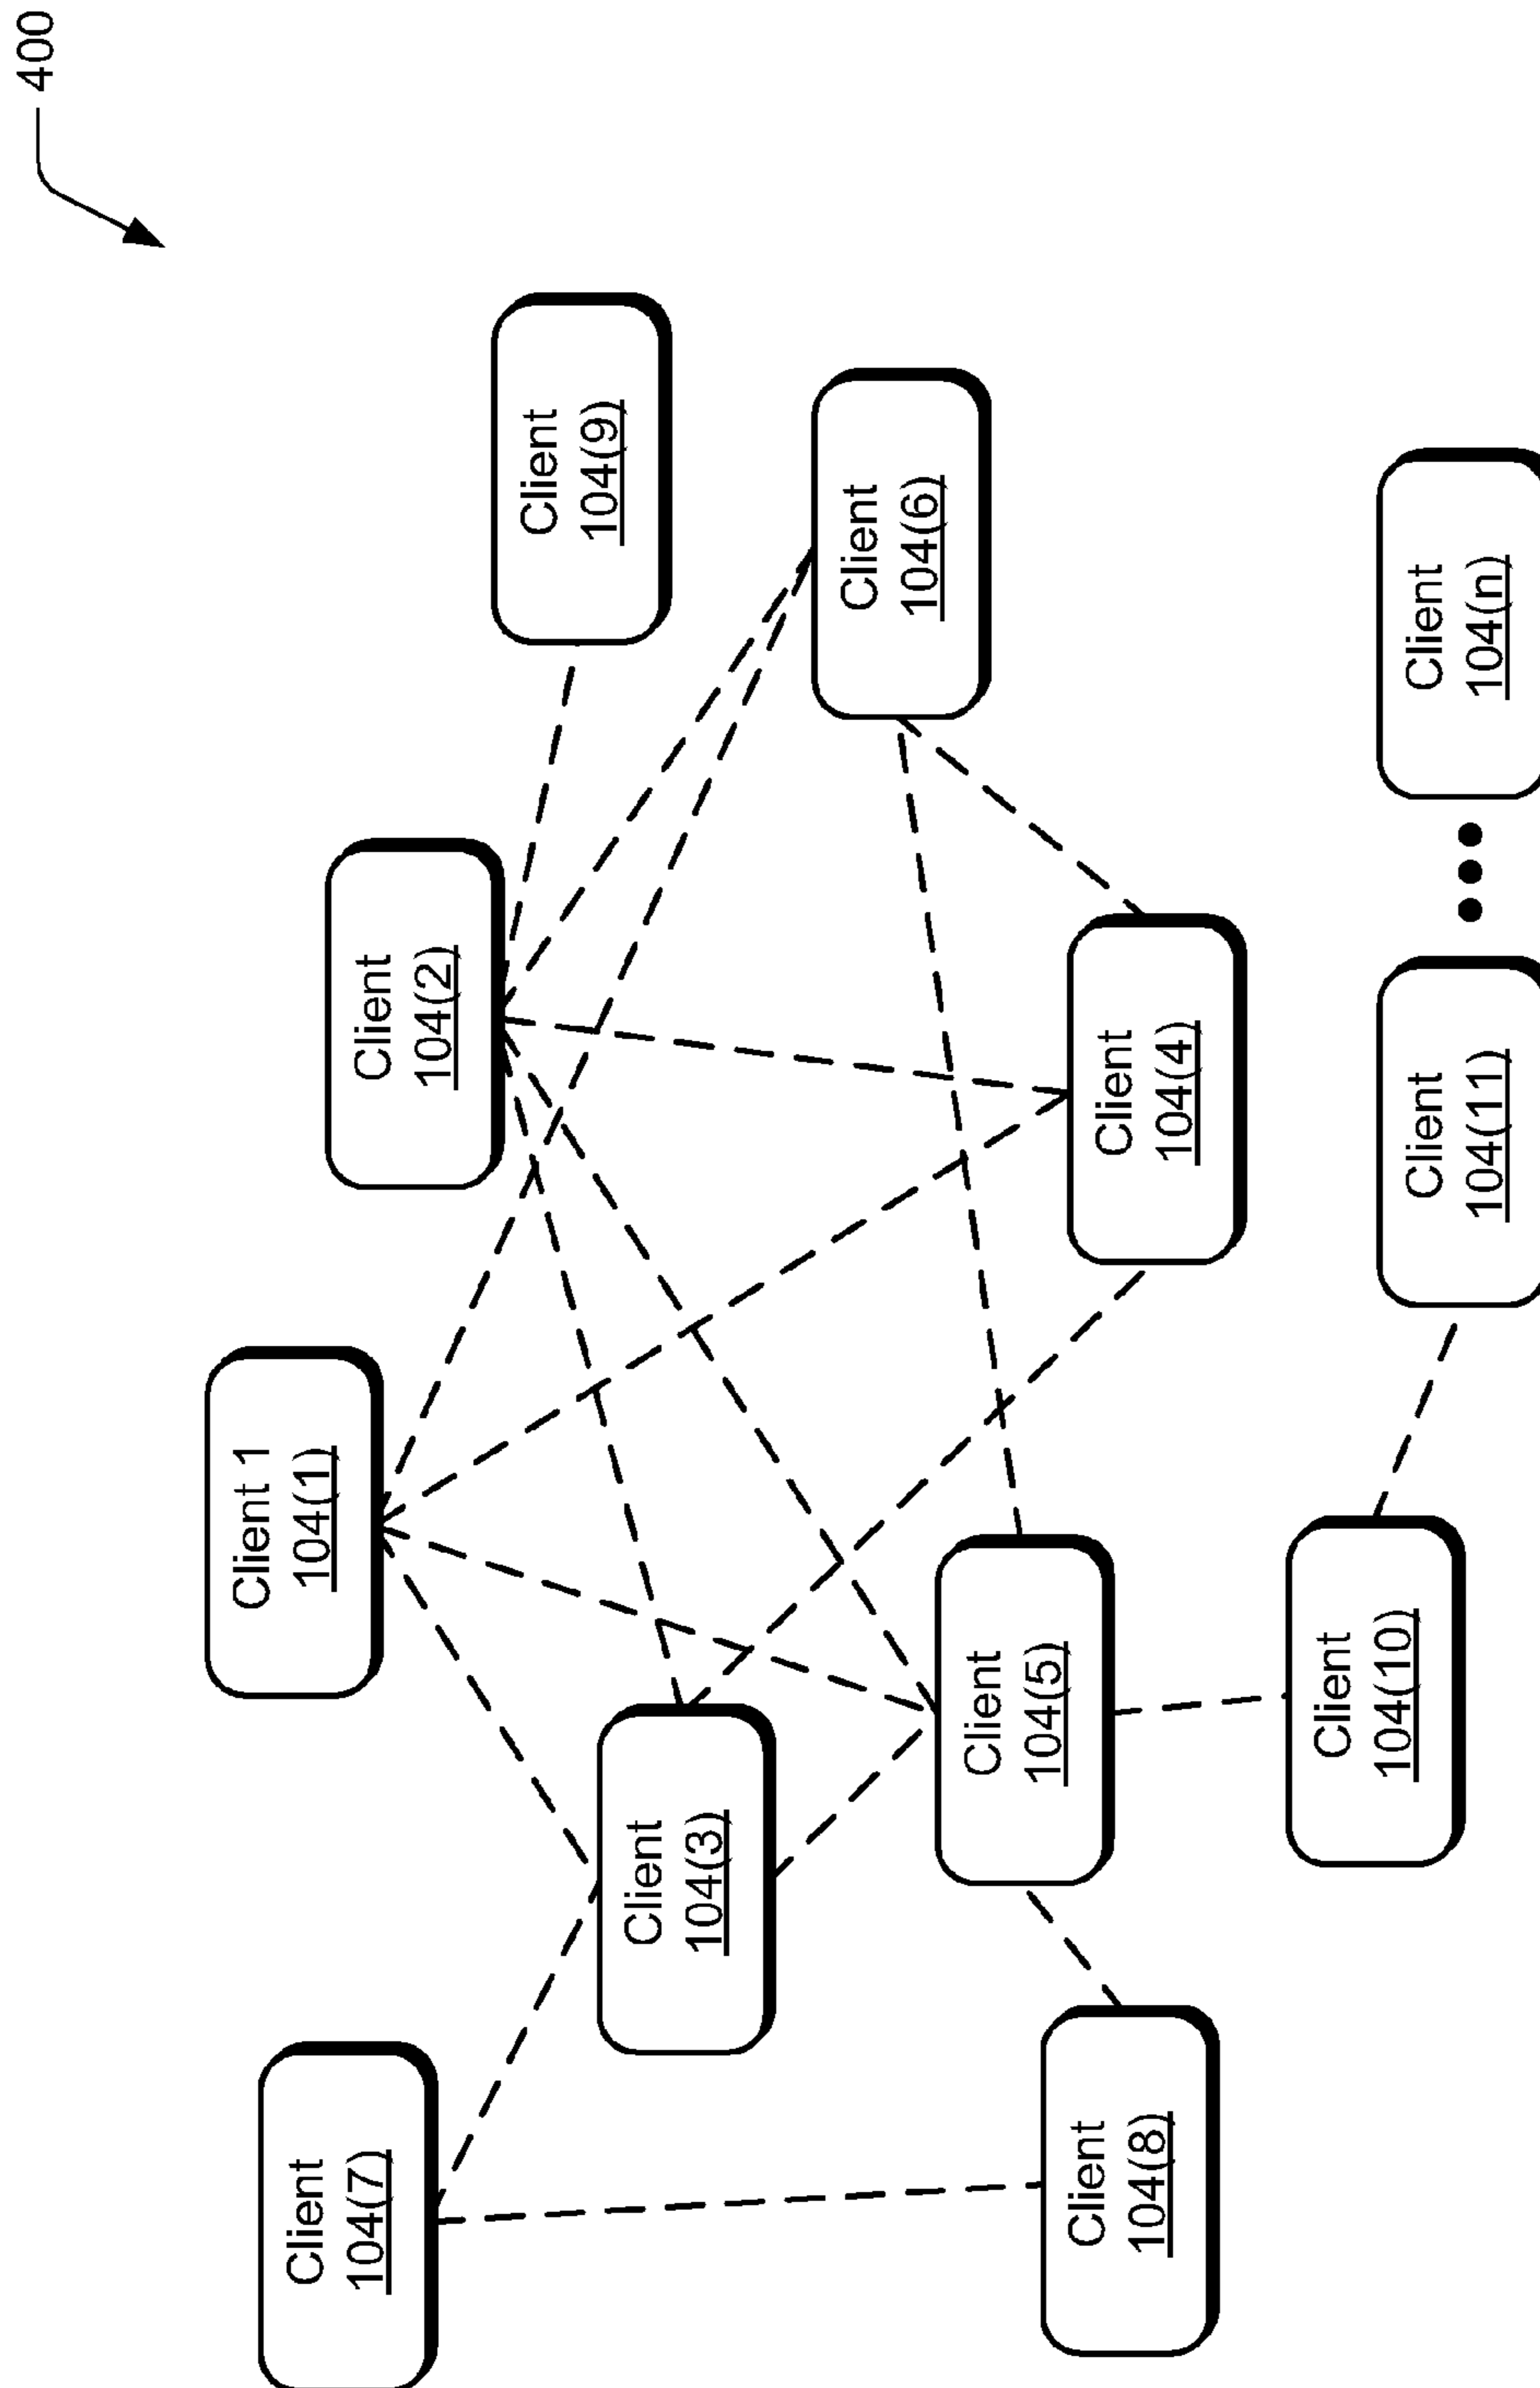 400
Client 1
104(1)
Client
104(2)
Client
104(7)
Client
104(9)
Client
104(3)
Client
104(6)
Client
104(5)
Client
104(4)
Client
104(8)
Client
104(10)
Client
104(11)
Client
104(n)